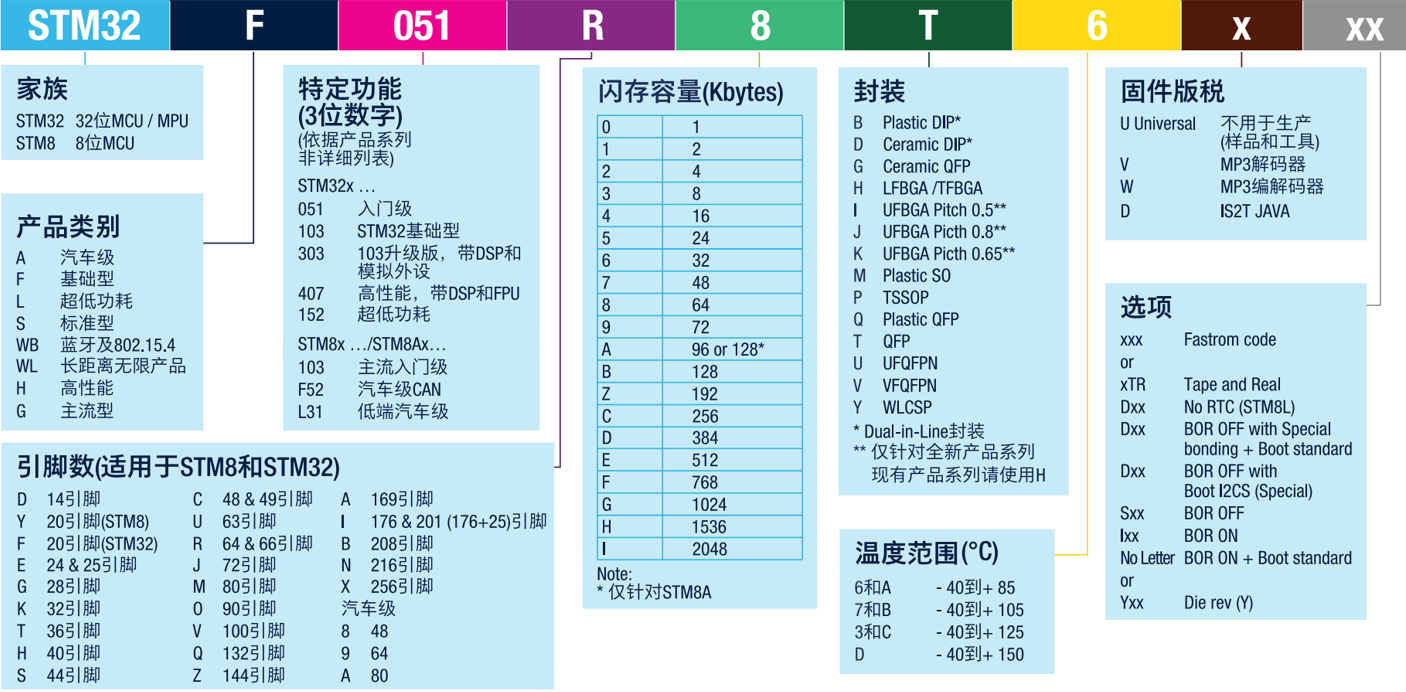 STM32 F 051 R 8 T 6 x xx
家族
STM32 32位MCU / MPU
STM8 8位MCU
产品类别
A 汽车级
F 基础型
L 超低功耗
S 标准型
WB 蓝牙及802.15.4
WL 长距离无限产品
H 高性能
G 主流型
特定功能
(3位数字)
(依据产品系列
非详细列表)
STM32x ...
051 入门级
103 STM32基础型
303 103升级版，带DSP和
模拟外设
407 高性能，带DSP和FPU
152 超低功耗
STM8x .../STM8Ax...
103 主流入门级
F52 汽车级CAN
L31 低端汽车级
引脚数(适用于STM8和STM32)
D 14引脚 C 48 & 49引脚 A 169引脚
Y 20引脚(STM8) U 63引脚 I 176 & 201 (176+25)引脚
F 20引脚(STM32) R 64 & 66引脚 B 208引脚
E 24 & 25引脚 J 72引脚 N 216引脚
G 28引脚 M 80引脚 X 256引脚
K 32引脚 O 90引脚 汽车级
T 36引脚 V 100引脚 8 48
H 40引脚 Q 132引脚 9 64
S 44引脚 Z 144引脚 A 80
闪存容量(Kbytes)
0 1
1 2
2 4
3 8
4 16
5 24
6 32
7 48
8 64
9 72
A 96 or 128*
B 128
Z 192
C 256
D 384
E 512
F 768
G 1024
H 1536
I 2048
Note:
* 仅针对STM8A
封装
B Plastic DIP*
D Ceramic DIP*
G Ceramic QFP
H LFBGA /TFBGA
I UFBGA Pitch 0.5**
J UFBGA Picth 0.8**
K UFBGA Picth 0.65**
M Plastic SO
P TSSOP
Q Plastic QFP
T QFP
U UFQFPN
V VFQFPN
Y WLCSP
* Dual-in-Line封装
** 仅针对全新产品系列
现有产品系列请使用H
温度范围(°C)
6和A - 40到+ 85
7和B - 40到+ 105
3和C - 40到+ 125
D - 40到+ 150
固件版税
U Universal 不用于生产
(样品和工具)
V MP3解码器
W MP3编解码器
D IS2T JAVA
选项
xxx Fastrom code
or
xTR Tape and Real
Dxx No RTC (STM8L)
Dxx BOR OFF with Special
bonding + Boot standard
Dxx BOR OFF with
Boot I2CS (Special)
Sxx BOR OFF
Ixx BOR ON
No Letter BOR ON + Boot standard
or
Yxx Die rev (Y)